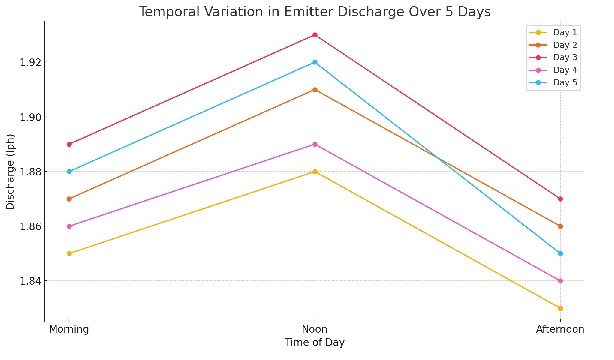 Temporal Variation in Emitter Discharge Over 5 Days
Day 1
Day 2
Day 3
Day 4
Day 5
Discharge (lph)
1.92
1.90
1.88
1.86
1.84
Morning
Noon
Afternoon
Time of Day